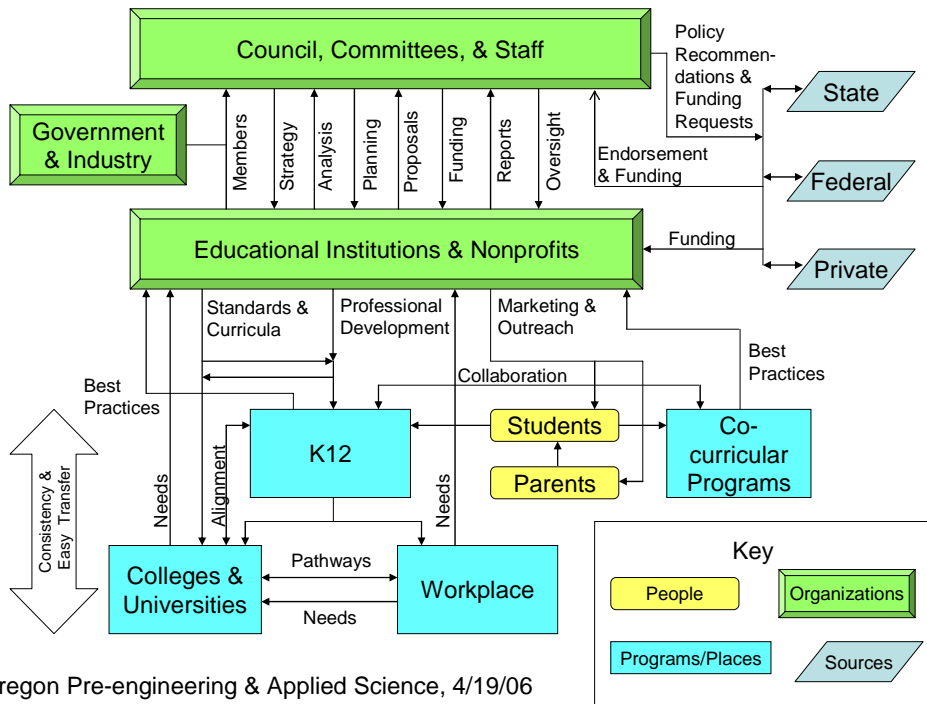 Council, Committees, & Staff
Policy
Recommen-
dations &
Funding
Requests
State
Government
& Industry
Members
Strategy
Analysis
Planning
Proposals
Funding
Reports
Oversight
Endorsement
& Funding
Federal
Educational Institutions & Nonprofits
Funding
Private
Standards &
Curricula
Professional
Development
Marketing &
Outreach
Best
Practices
Collaboration
Best
Practices
K12
Students
Parents
Co-
curricular
Programs
Consistency &
Easy Transfer
Needs
Alignment
Needs
Colleges &
Universities
Pathways
Needs
Workplace
Key
People
Organizations
Programs/Places
Sources
regon Pre-engineering & Applied Science, 4/19/06